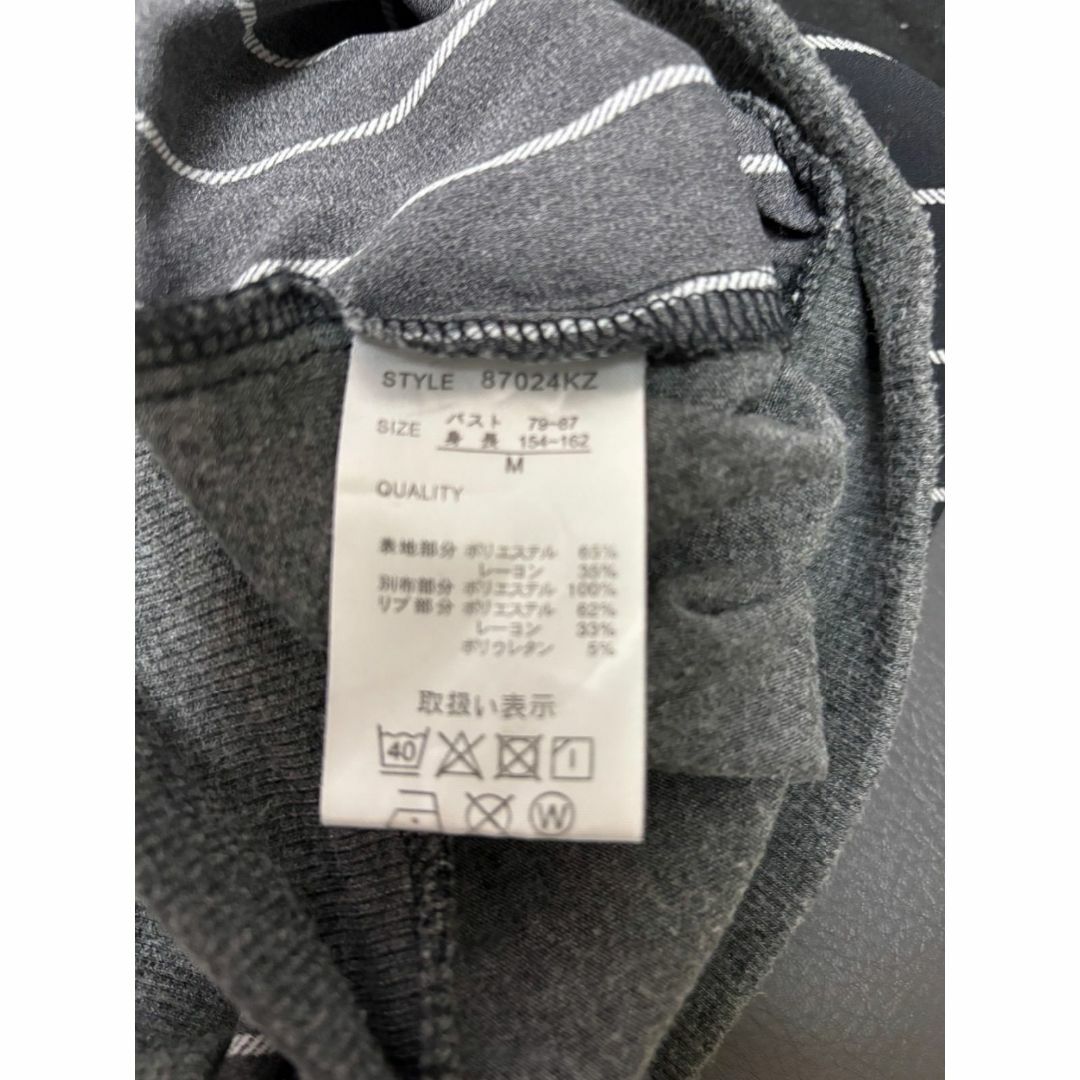 STYLE 87024KZ
SIZE バスト 79-87
身長 154-162
M
QUALITY
表地部分 ポリエステル 65%
レーヨン 35%
別布部分 ポリエステル 100%
リブ部分 ポリエステル 62%
レーヨン 33%
ポリウレタン 5%
取扱い表示
40
W